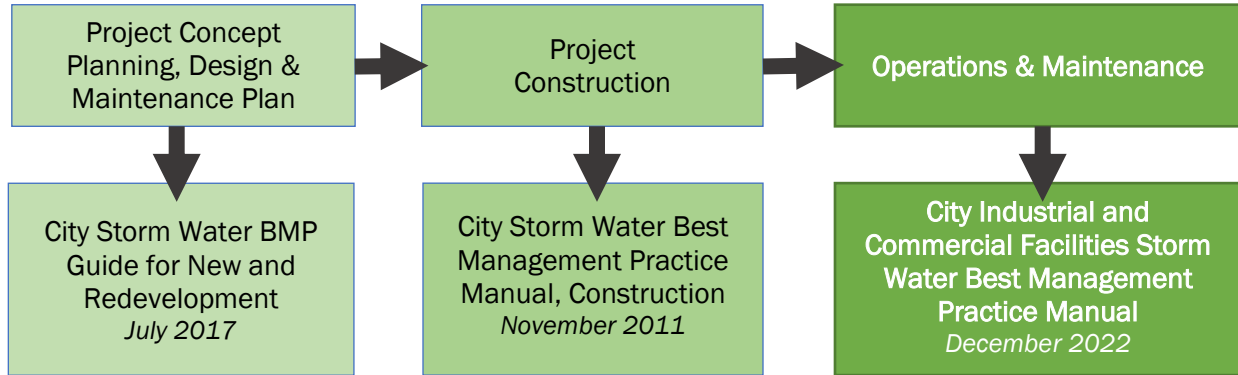 Project Concept
Planning, Design &
Maintenance Plan
Project
Construction
Operations & Maintenance
City Storm Water BMP
Guide for New and
Redevelopment
July 2017
City Storm Water Best
Management Practice
Manual, Construction
November 2011
City Industrial and
Commercial Facilities Storm
Water Best Management
Practice Manual
December 2022